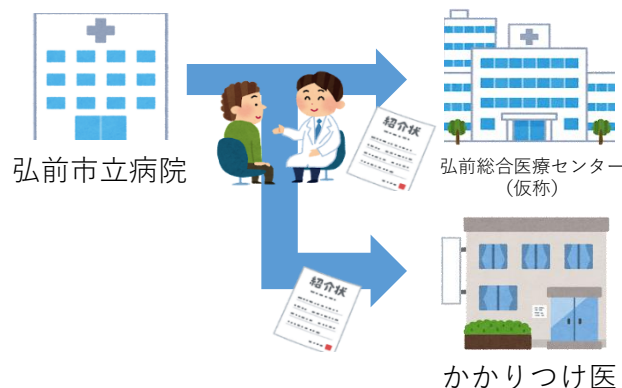 弘前市立病院
紹介状
弘前総合医療センター
(仮称)
紹介状
かかりつけ医